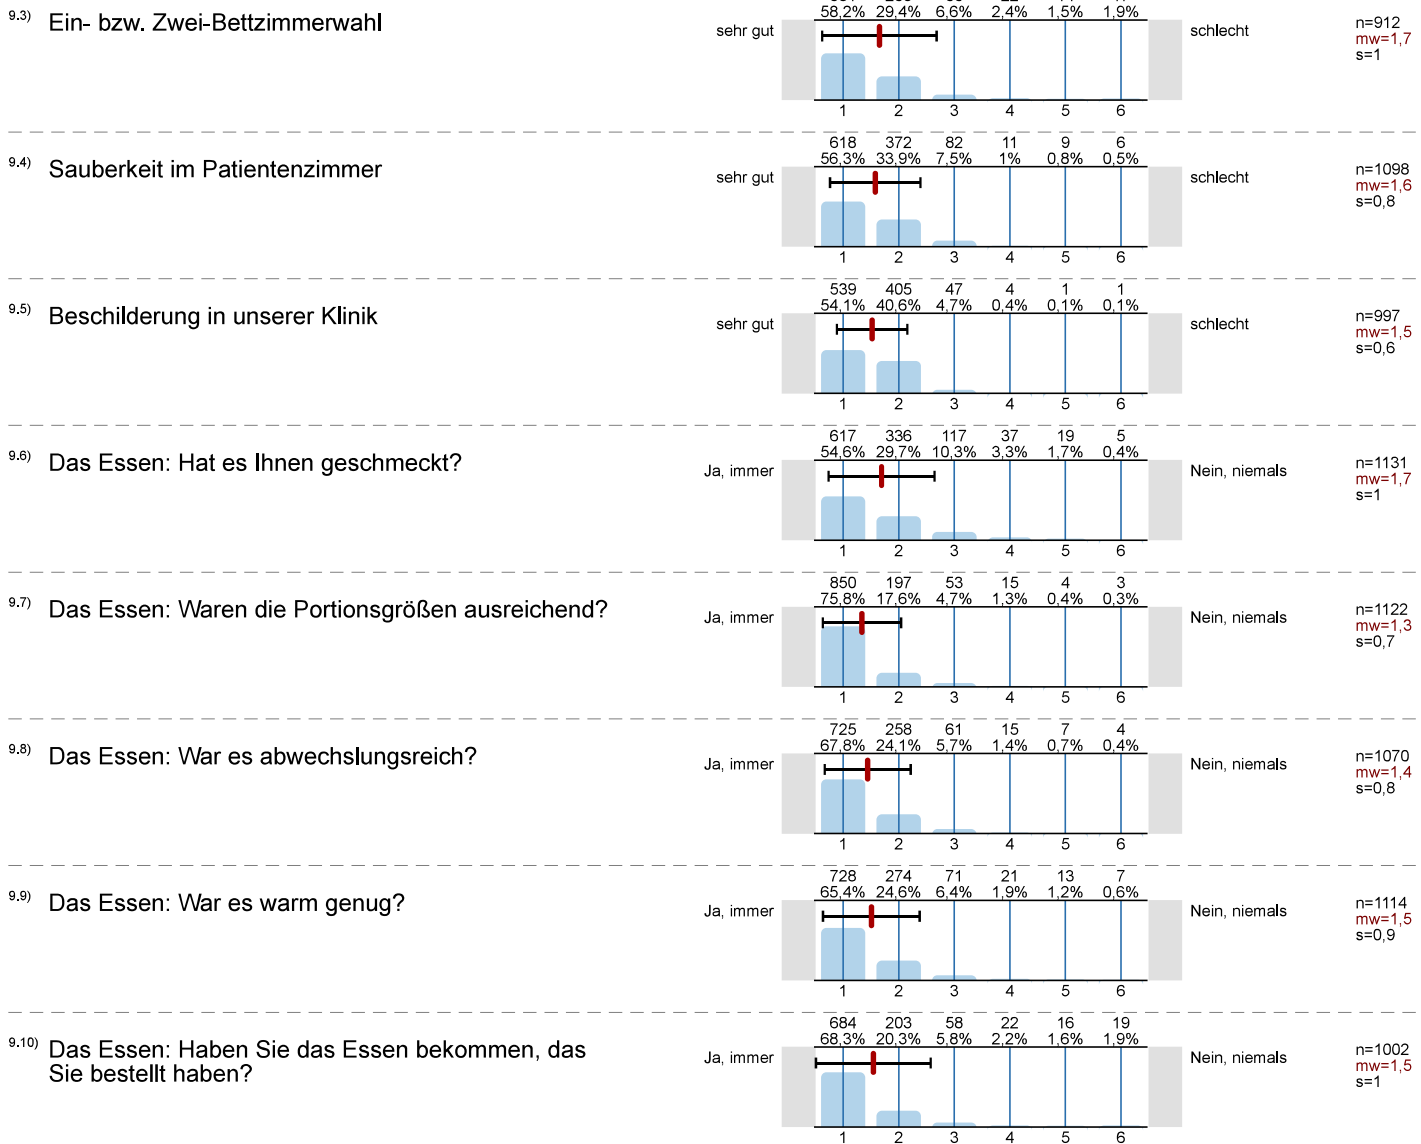 9.3) Ein- bzw. Zwei-Bettzimmerwahl
58,2% 29,4% 6,6% 2,4% 1,5% 1,9%
sehr gut schlecht
n=912
mw=1,7
s=1
1 2 3 4 5 6
9.4) Sauberkeit im Patientenzimmer
618 372 82 11 9 6
56,3% 33,9% 7,5% 1% 0,8% 0,5%
sehr gut schlecht
n=1098
mw=1,6
s=0,8
1 2 3 4 5 6
9.5) Beschilderung in unserer Klinik
539 405 47 4 1 1
54,1% 40,6% 4,7% 0,4% 0,1% 0,1%
sehr gut schlecht
n=997
mw=1,5
s=0,6
1 2 3 4 5 6
9.6) Das Essen: Hat es Ihnen geschmeckt?
617 336 117 37 19 5
54,6% 29,7% 10,3% 3,3% 1,7% 0,4%
Ja, immer Nein, niemals
n=1131
mw=1,7
s=1
1 2 3 4 5 6
9.7) Das Essen: Waren die Portionsgrößen ausreichend?
850 197 53 15 4 3
75,8% 17,6% 4,7% 1,3% 0,4% 0,3%
Ja, immer Nein, niemals
n=1122
mw=1,3
s=0,7
1 2 3 4 5 6
9.8) Das Essen: War es abwechslungsreich?
725 258 61 15 7 4
67,8% 24,1% 5,7% 1,4% 0,7% 0,4%
Ja, immer Nein, niemals
n=1070
mw=1,4
s=0,8
1 2 3 4 5 6
9.9) Das Essen: War es warm genug?
728 274 71 21 13 7
65,4% 24,6% 6,4% 1,9% 1,2% 0,6%
Ja, immer Nein, niemals
n=1114
mw=1,5
s=0,9
1 2 3 4 5 6
9.10) Das Essen: Haben Sie das Essen bekommen, das
Sie bestellt haben?
684 203 58 22 16 19
68,3% 20,3% 5,8% 2,2% 1,6% 1,9%
Ja, immer Nein, niemals
n=1002
mw=1,5
s=1
1 2 3 4 5 6